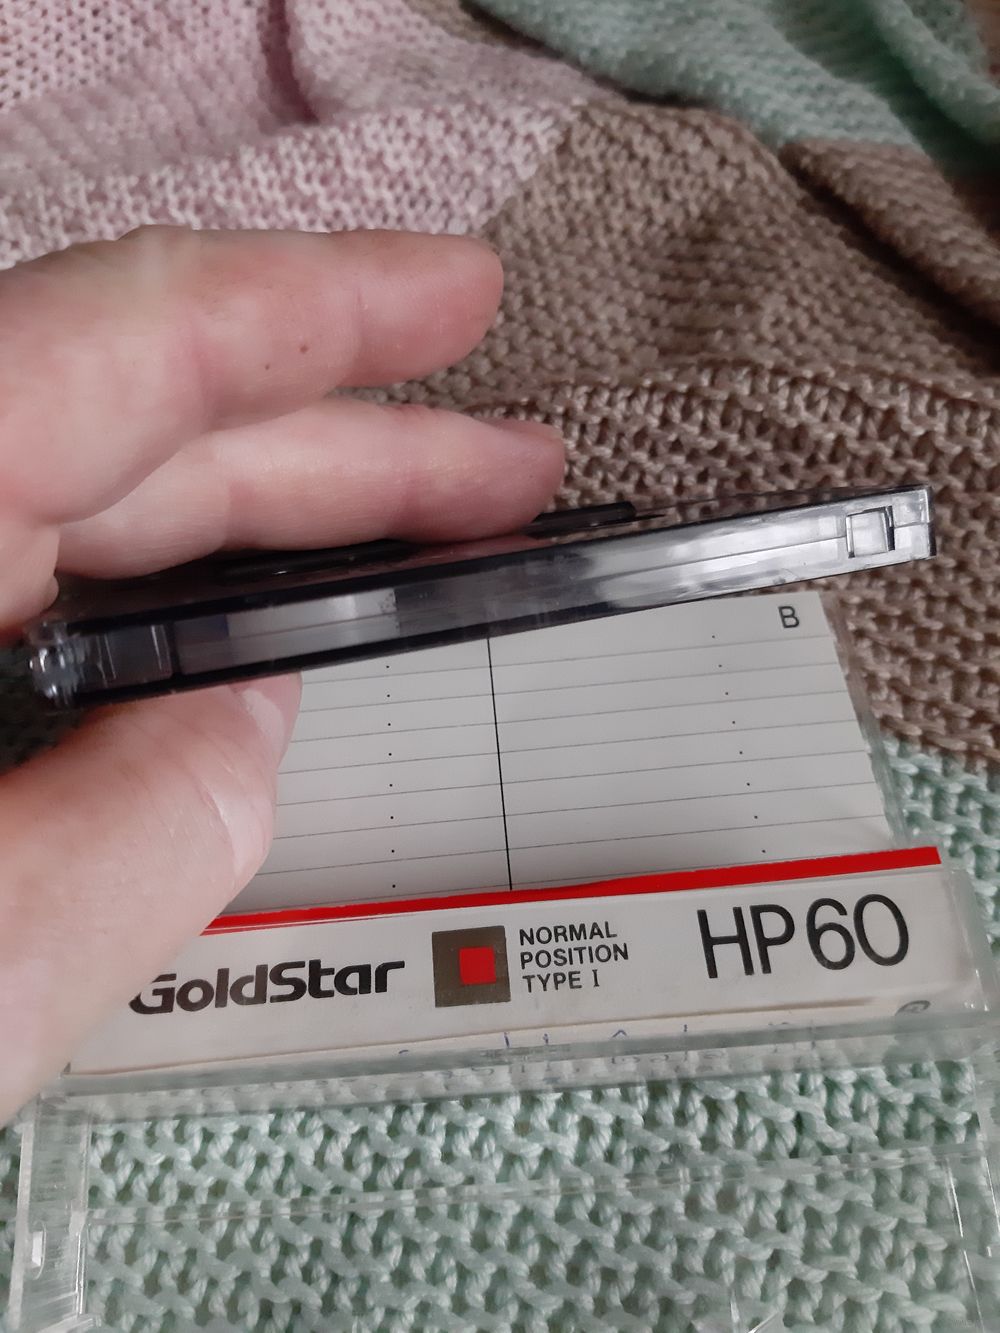 B
GoldStar
NORMAL
POSITION
TYPE I
HP60